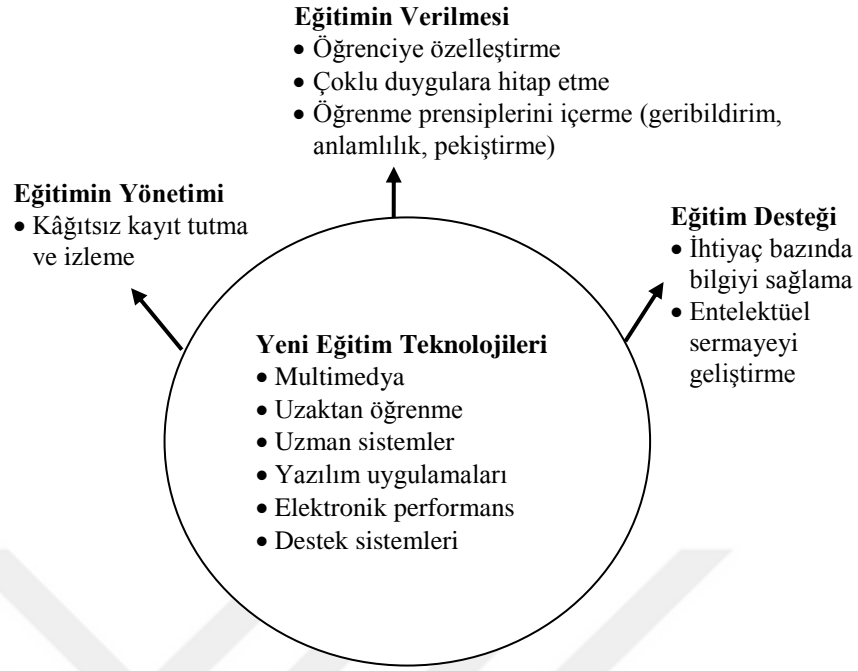 Eğitimin Verilmesi
• Öğrenciye özelleştirme
• Çoklu duygulara hitap etme
• Öğrenme prensiplerini içerme (geribildirim,
anlamlılık, pekiştirme)
Eğitimin Yönetimi
• Kâğıtsız kayıt tutma
ve izleme
Eğitim Desteği
• İhtiyaç bazında
bilgiyi sağlama
• Entelektüel
sermayeyi
geliştirme
Yeni Eğitim Teknolojileri
• Multimedya
• Uzaktan öğrenme
• Uzman sistemler
• Yazılım uygulamaları
• Elektronik performans
• Destek sistemleri